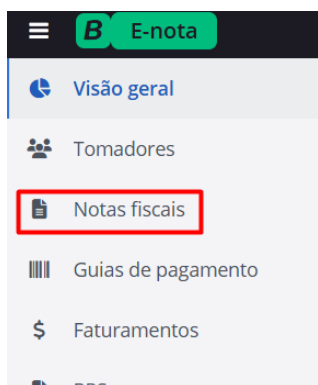 B E-nota
Visão geral
Tomadores
Notas fiscais
Guias de pagamento
$ Faturamentos